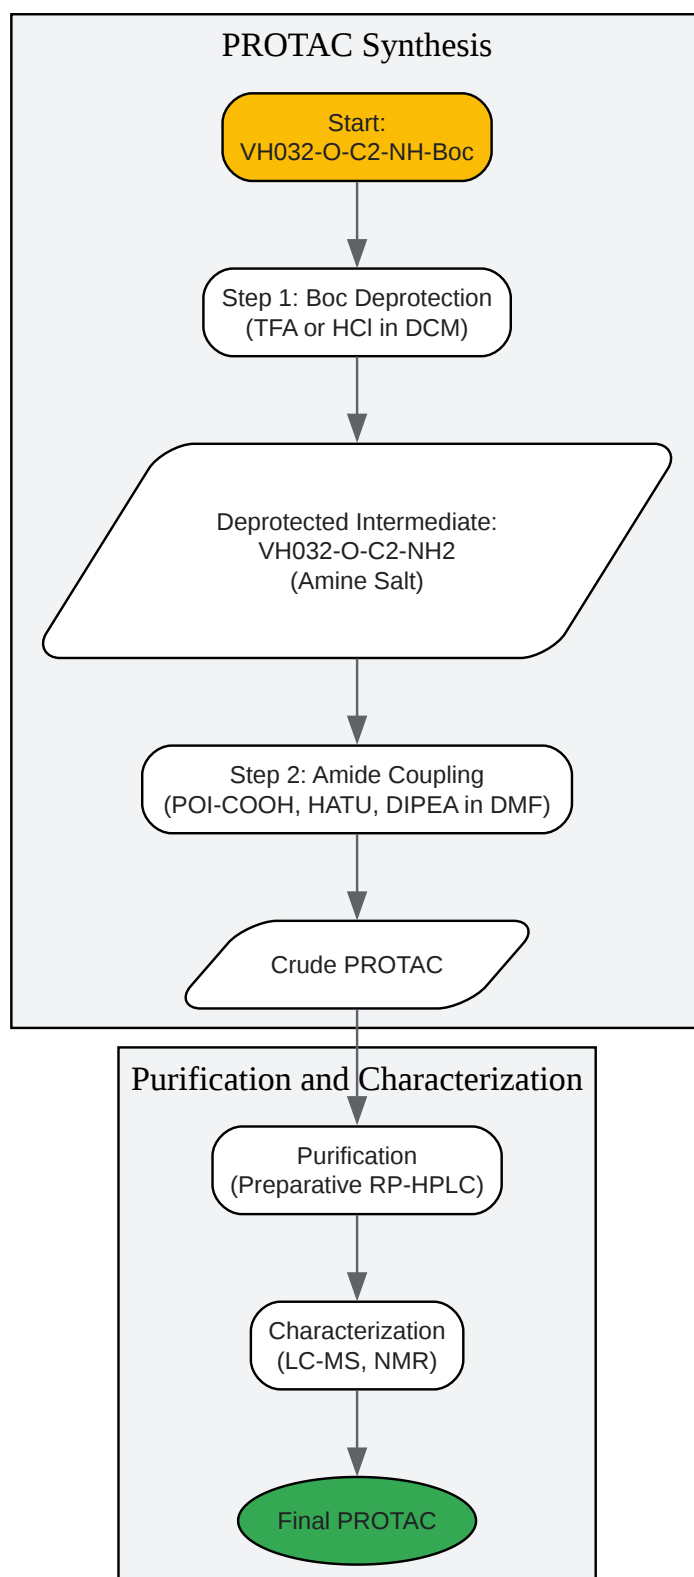 PROTAC Synthesis
Start:
VH032-O-C2-NH-Boc
Step 1: Boc Deprotection
(TFA or HCl in DCM)
Deprotected Intermediate:
VH032-O-C2-NH2
(Amine Salt)
Step 2: Amide Coupling
(POI-COOH, HATU, DIPEA in DMF)
Crude PROTAC
Purification and Characterization
Purification
(Preparative RP-HPLC)
Characterization
(LC-MS, NMR)
Final PROTAC